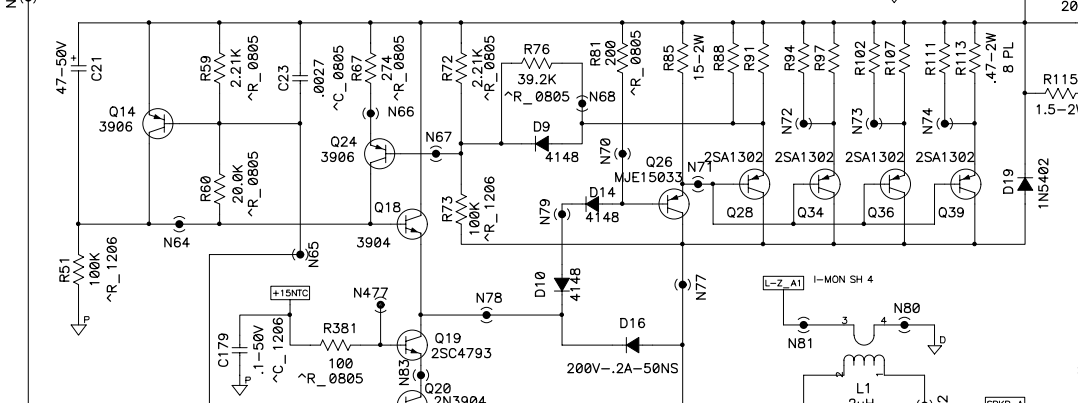 20
47-50V
+
C21
R59
2.21K
^R_0805
C23
.0027
^C_0805
R67
274
^R_0805
R72
2.21K
^R_0805
R76
39.2K
^R_0805
R81
200
^R_0805
R85
15-2W
R88
R91
R94
R97
R102
R107
R111
R113
.47-2W
8 PL
R115
1.5-2
Q14
3906
N66
N68
Q24
3906
N67
D9
4148
N70
N72
N73
N74
Q26
MJE15033
N71
2SA1302
2SA1302
2SA1302
2SA1302
Q28
Q34
Q36
Q39
D19
1N5402
R60
20.0K
^R_0805
Q18
3904
R73
100K
^R_1206
N79
D14
4148
N64
N65
R51
100K
^R_1206
P
+15NTC
N477
N78
D10
4148
N77
L-Z_A1
I-MON SH 4
C179
.1-50V
^C_1206
P
R381
100
^R_0805
Q19
2SC4793
N83
Q20
2N3904
D16
200V-.2A-50NS
3
4
N80
N81
D
2
1
L1